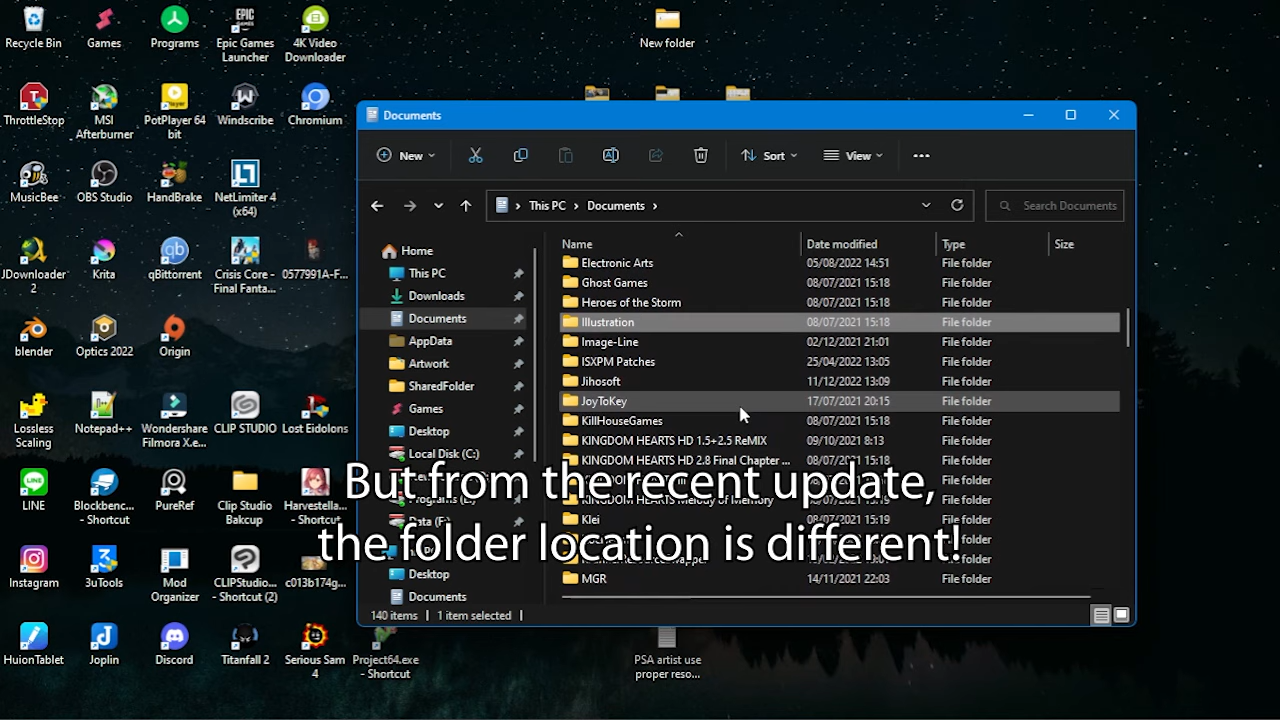 Recycle Bin
Games
Programs
Epic Games
Launcher
4K Video
Downloader
New folder
ThrottleStop
MSI
Afterburner
PotPlayer 64
bit
Windscribe
Chromium
MusicBee
OBS Studio
HandBrake
NetLimiter 4
(x64)
JDownloader
2
Krita
qBittorrent
Crisis Core -
Final Fanta...
0577991A-F...
blender
Optics 2022
Origin
Lossless
Scaling
Notepad++
Wondershare
Filmora X.e...
CLIP STUDIO
Lost Eidolons
LINE
Blockbenc...
- Shortcut
PureRef
Clip Studio
Bakcup
Harvestella...
- Shortcut
Instagram
3uTools
Mod
Organizer
CLIPStudio...
- Shortcut (2)
c013b174g...
HuionTablet
Joplin
Discord
Titanfall 2
Serious Sam
4
Project64.exe
- Shortcut
PSA artist use
proper reso...
Documents
New
Sort
View
This PC > Documents >
Search Documents
Home
This PC
Downloads
Documents
AppData
Artwork
SharedFolder
Games
Desktop
Local Disk (C:)
Desktop
Documents
Name Date modified Type Size
Electronic Arts 05/08/2022 14:51 File folder
Ghost Games 08/07/2021 15:18 File folder
Heroes of the Storm 08/07/2021 15:18 File folder
Illustration 08/07/2021 15:18 File folder
Image-Line 02/12/2021 21:01 File folder
ISXPM Patches 25/04/2022 13:05 File folder
Jihosoft 11/12/2022 13:09 File folder
JoyToKey 17/07/2021 20:15 File folder
KillHouseGames 08/07/2021 15:18 File folder
KINGDOM HEARTS HD 1.5+2.5 ReMIX 09/10/2021 8:13 File folder
KINGDOM HEARTS HD 2.8 Final Chapter ... 08/07/2021 15:18 File folder
File folder
KINGDOM HEARTS Melody of Memory 08/07/2021 15:19 File folder
Klei 08/07/2021 15:19 File folder
File folder
File folder
MGR 14/11/2021 22:03 File folder
140 items 1 item selected
But from the recent update,
the folder location is different!